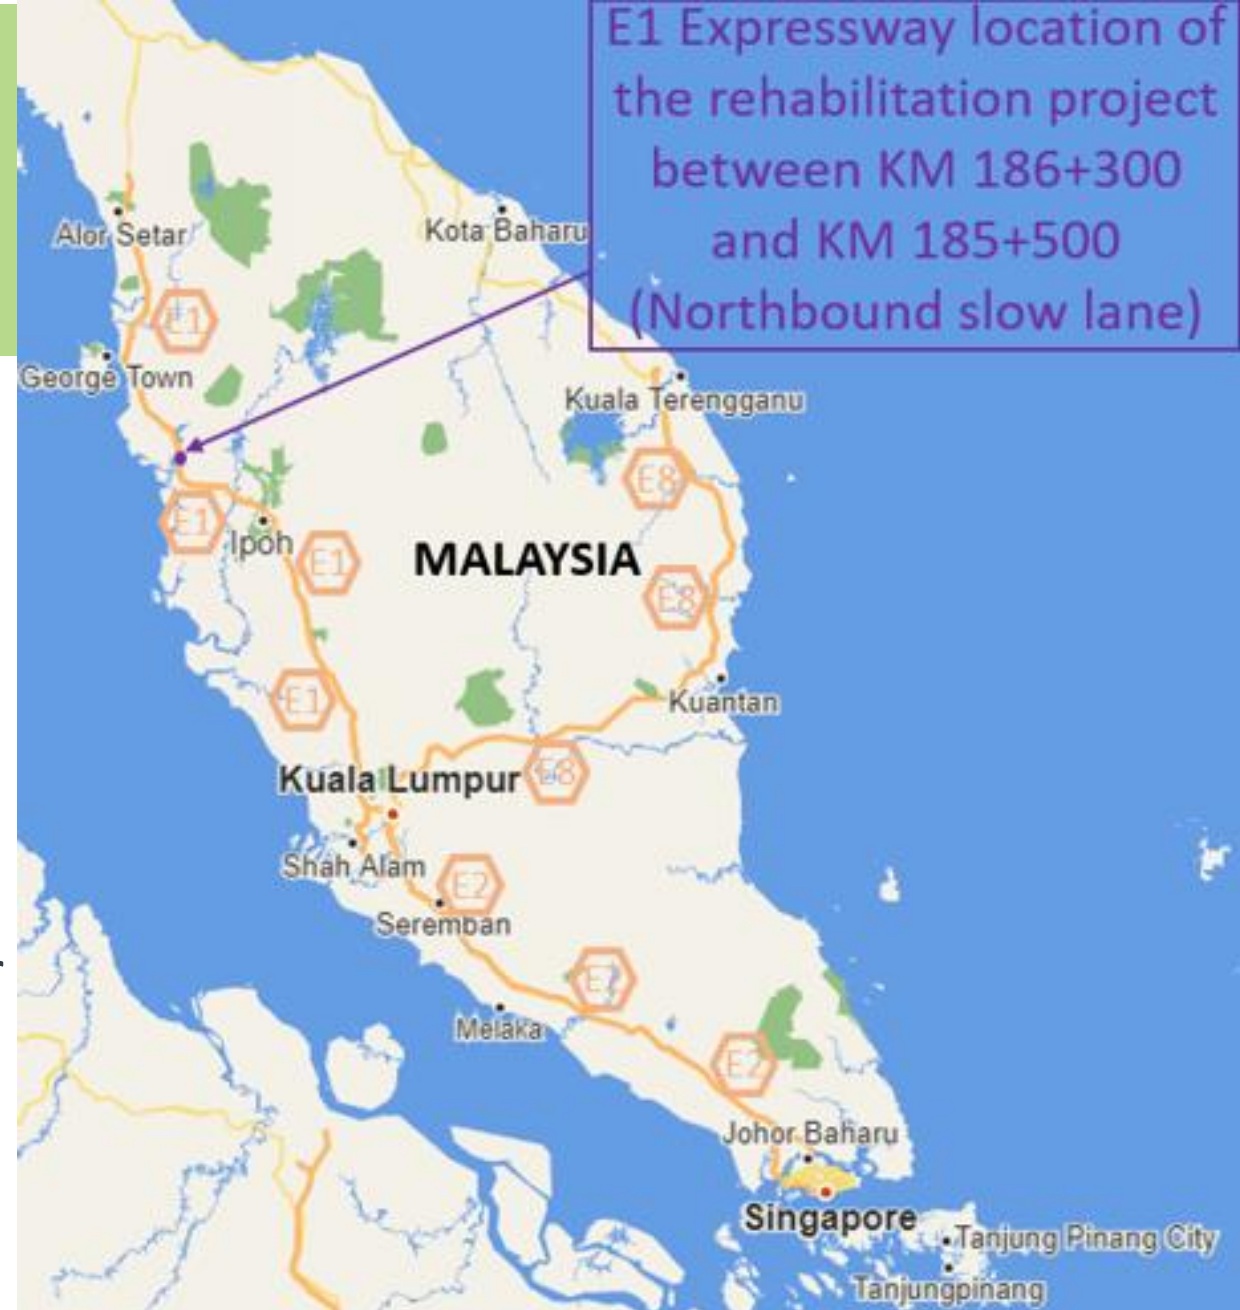 E1 Expressway location of
the rehabilitation project
between KM 186+300
and KM 185+500
(Northbound slow lane)
Alor Setar
Kota Baharu
E1
George Town
Kuala Terengganu
E8
E1
Ipoh
E1
MALAYSIA
E8
E1
Kuantan
Kuala Lumpur
E8
Shah Alam
E2
Seremban
E2
Melaka
E2
Johor Baharu
Singapore
Tanjung Pinang City
Tanjungpinang